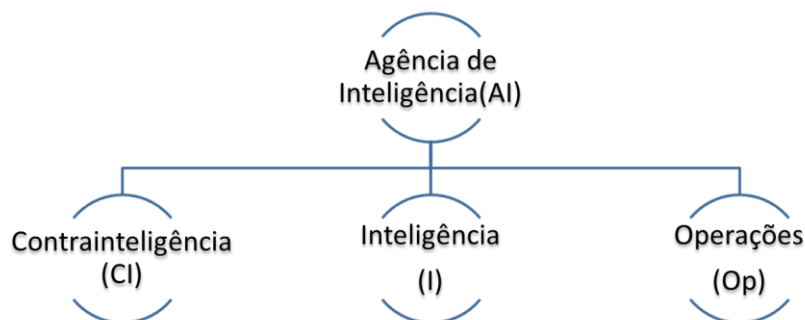 Agência de
Inteligência(AI)
Contrainteligência
(CI)
Inteligência
(I)
Operações
(Op)